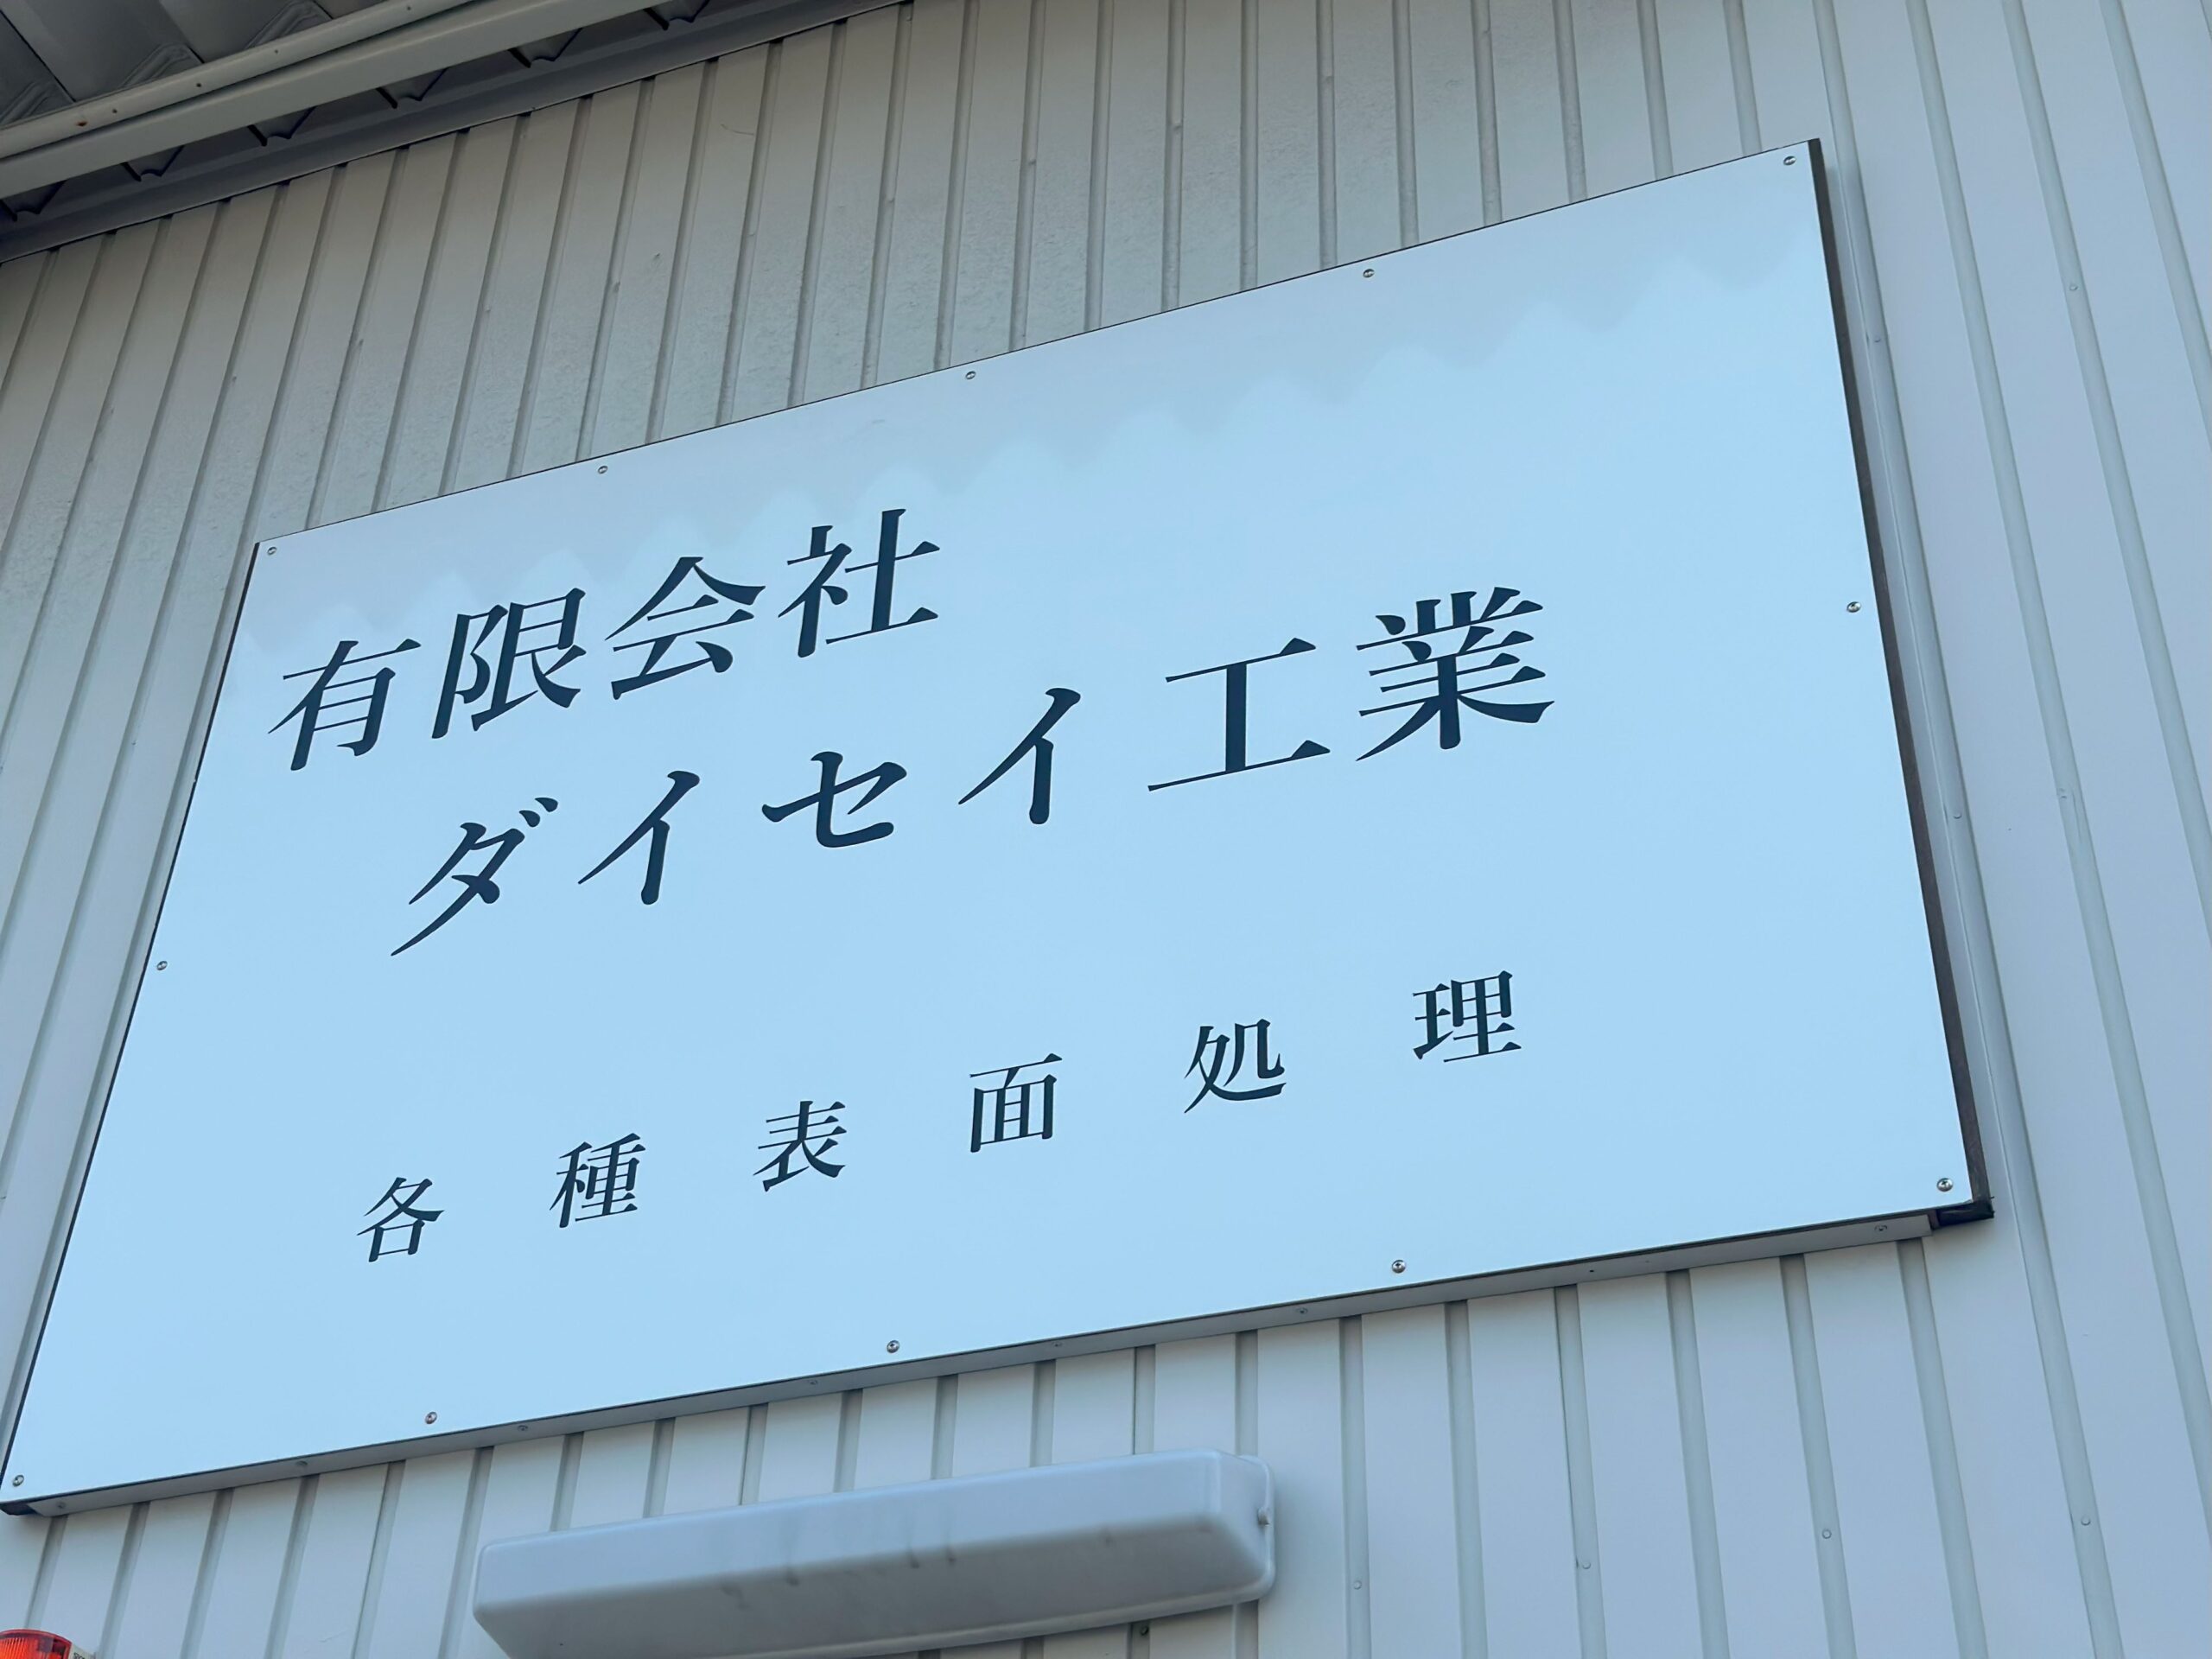 有限会社
ダイセイ工業
各種表面処理